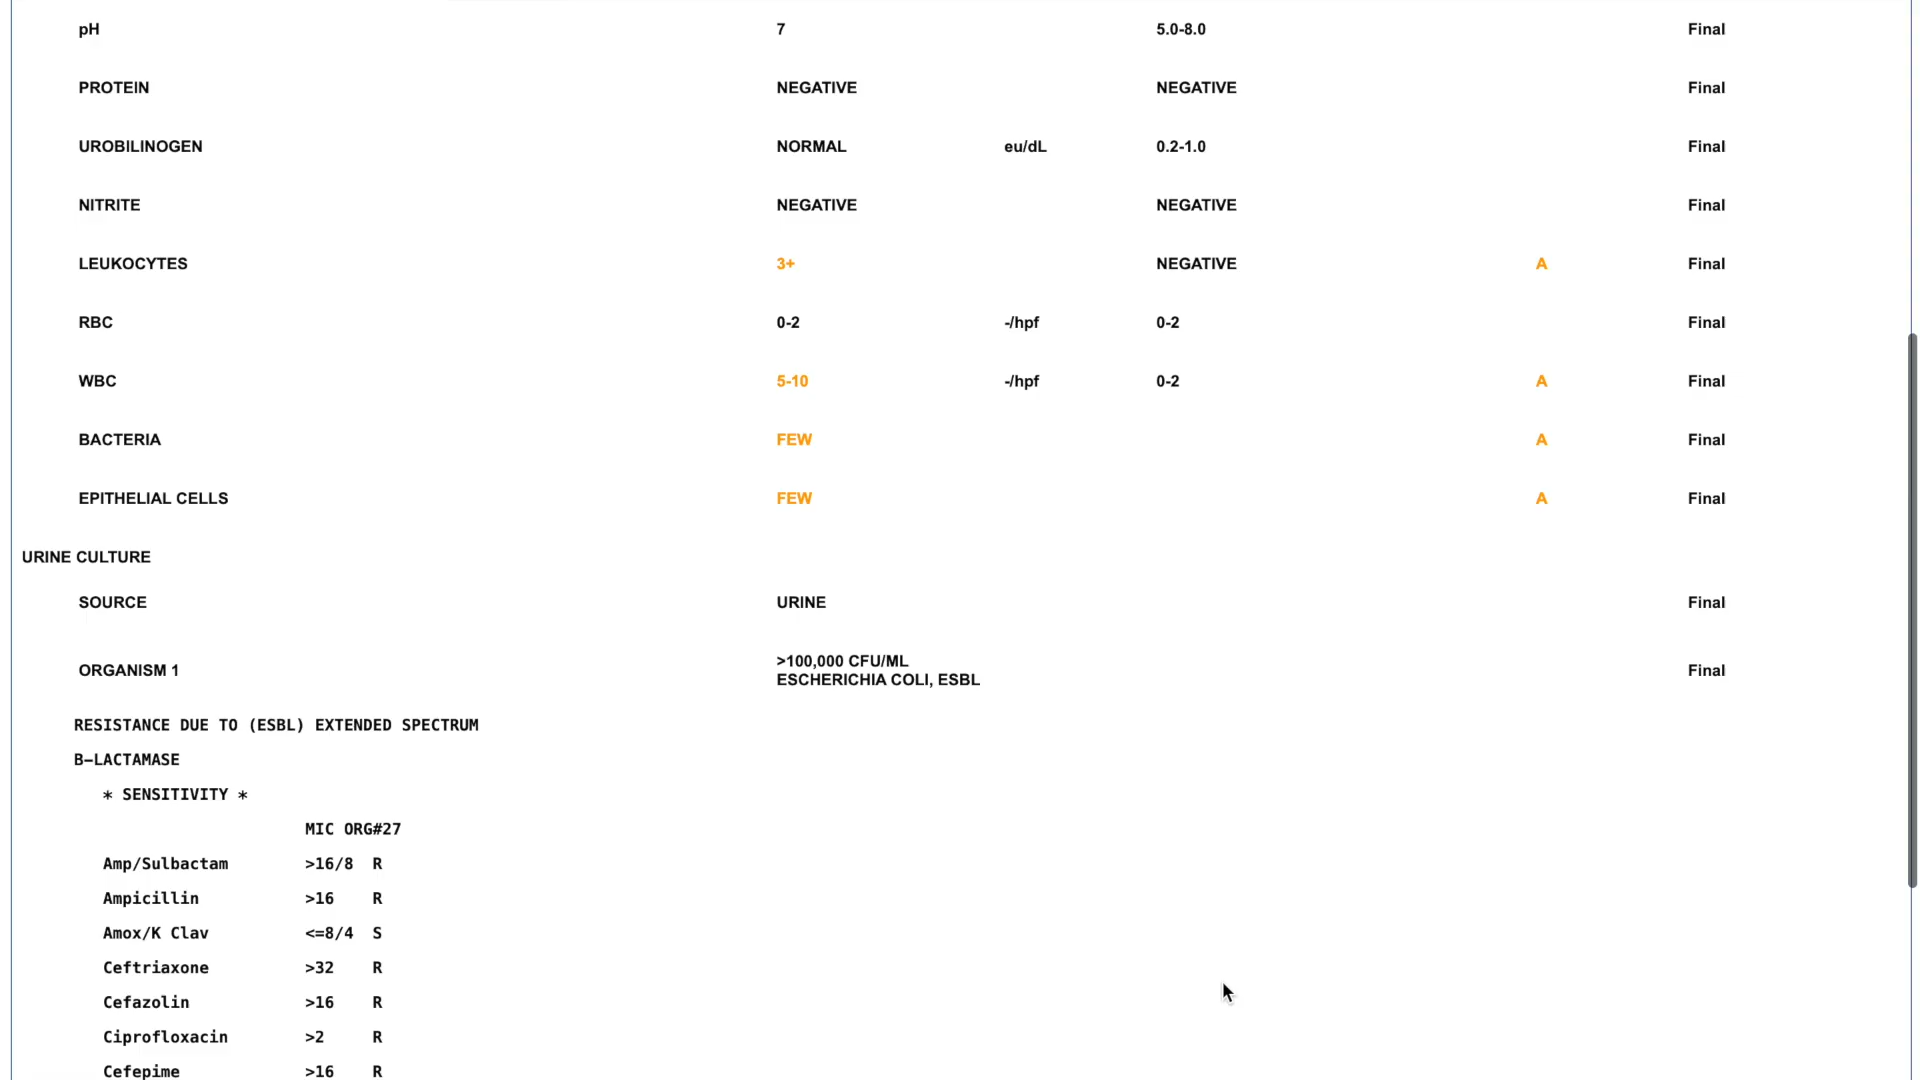 pH 7 5.0-8.0 Final
PROTEIN NEGATIVE NEGATIVE Final
UROBILINOGEN NORMAL eu/dL 0.2-1.0 Final
NITRITE NEGATIVE NEGATIVE Final
LEUKOCYTES 3+ NEGATIVE A Final
RBC 0-2 -/hpf 0-2 Final
WBC 5-10 -/hpf 0-2 A Final
BACTERIA FEW A Final
EPITHELIAL CELLS FEW A Final
URINE CULTURE
SOURCE URINE Final
ORGANISM 1 >100,000 CFU/ML Final
ESCHERICHIA COLI, ESBL
RESISTANCE DUE TO (ESBL) EXTENDED SPECTRUM
B-LACTAMASE
* SENSITIVITY *
MIC ORG#27
Amp/Sulbactam >16/8 R
Ampicillin >16 R
Amox/K Clav <=8/4 S
Ceftriaxone >32 R
Cefazolin >16 R
Ciprofloxacin >2 R
Cefepime >16 R